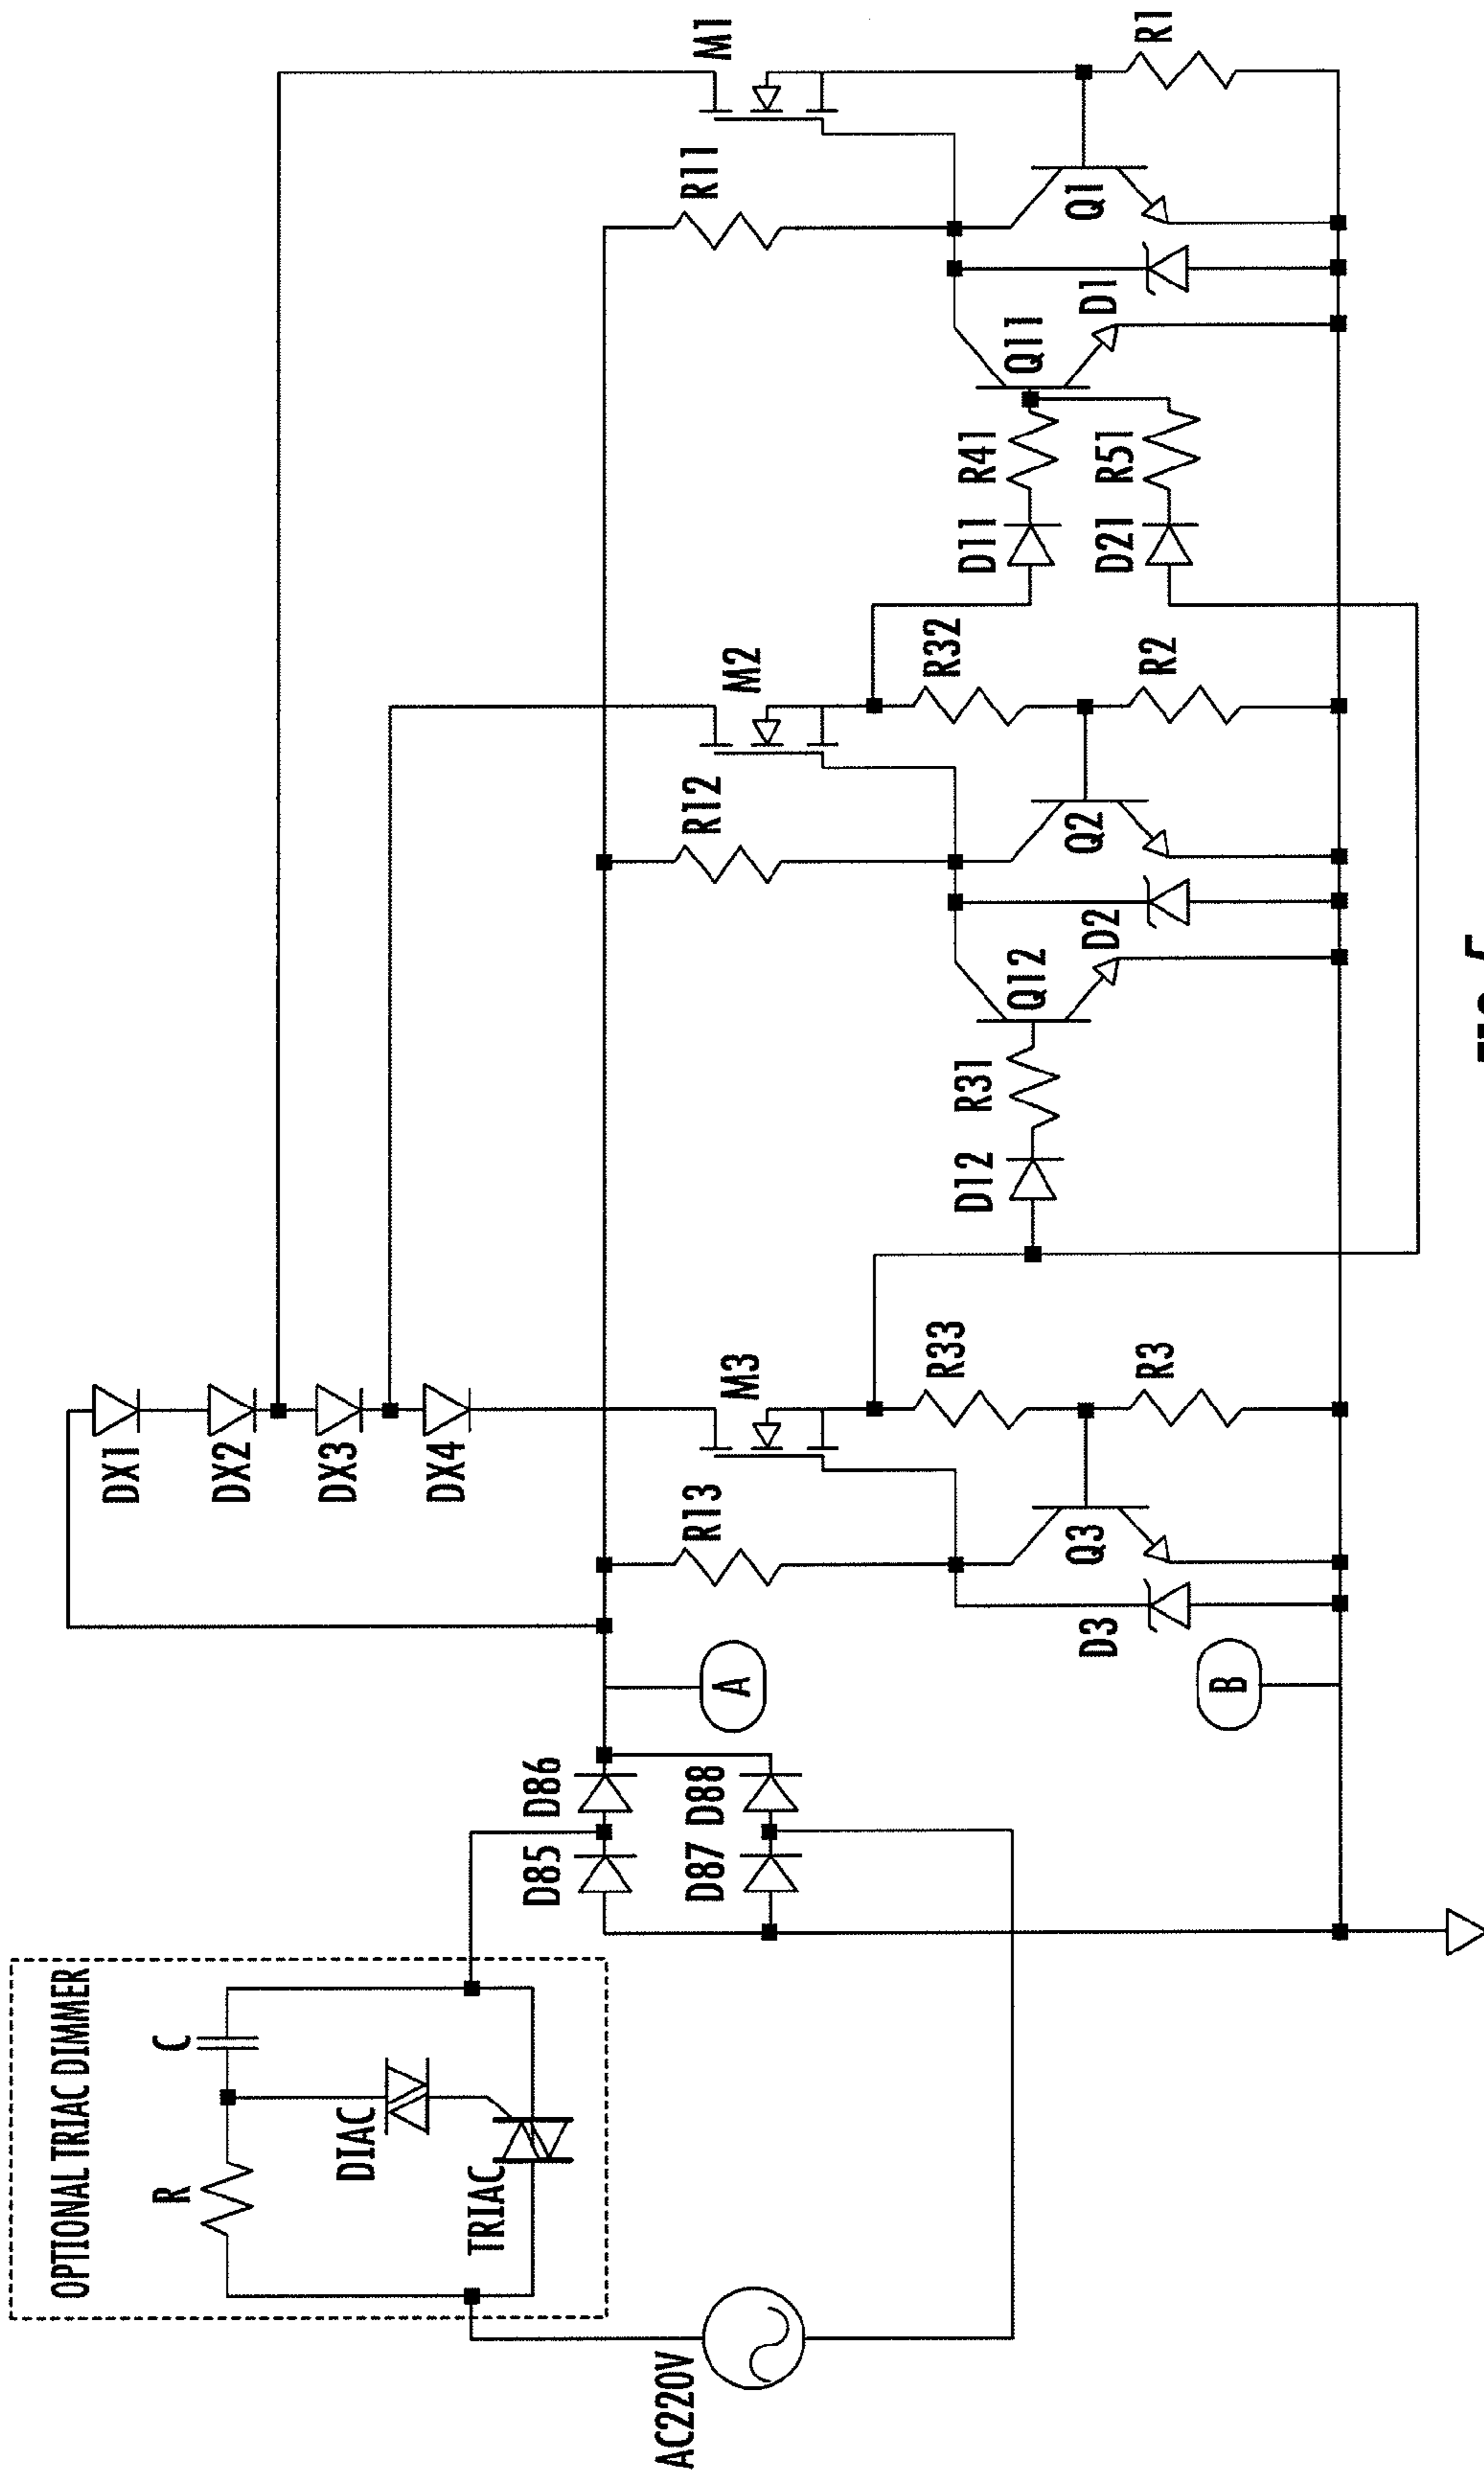 OPTIONAL TRIAC DIMMER
R
C
DIAC
TRIAC
AC220V
D85
D86
D87
D88
A
B
DX1
DX2
DX3
DX4
R13
M3
D3
Q3
R33
R3
D12
R31
Q12
D2
Q2
R12
M2
R32
R2
D11
R41
D21
R51
Q11
D1
Q1
R11
M1
R1